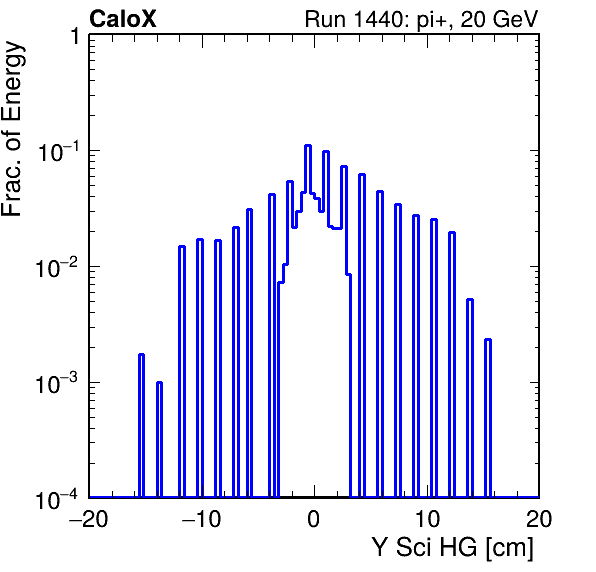 CaloX Run 1440: pi+, 20 GeV
Frac. of Energy
1
10⁻¹
10⁻²
10⁻³
10⁻⁴
−20 −10 0 10 20
Y Sci HG [cm]